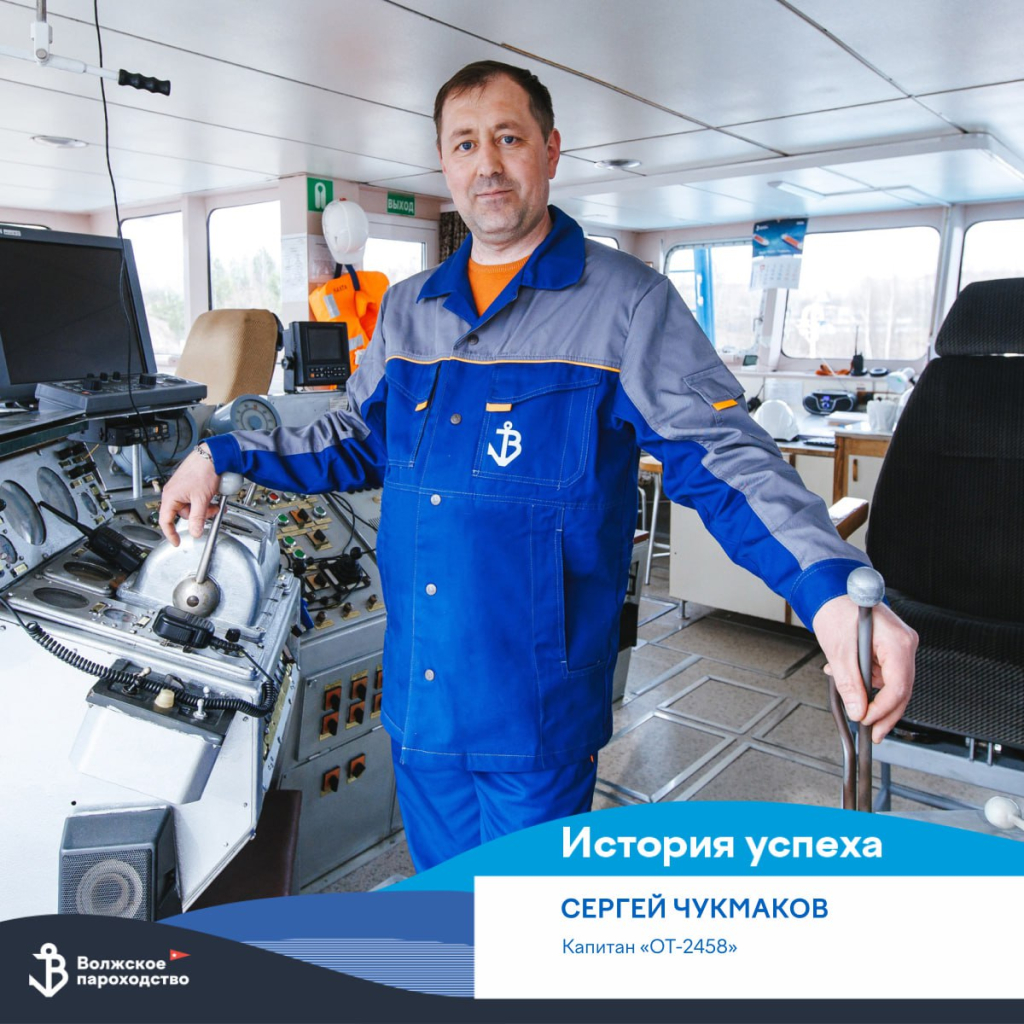 ВЫХОД
История успеха
СЕРГЕЙ ЧУКМАКОВ
Капитан «ОТ-2458»
Волжское
пароходство